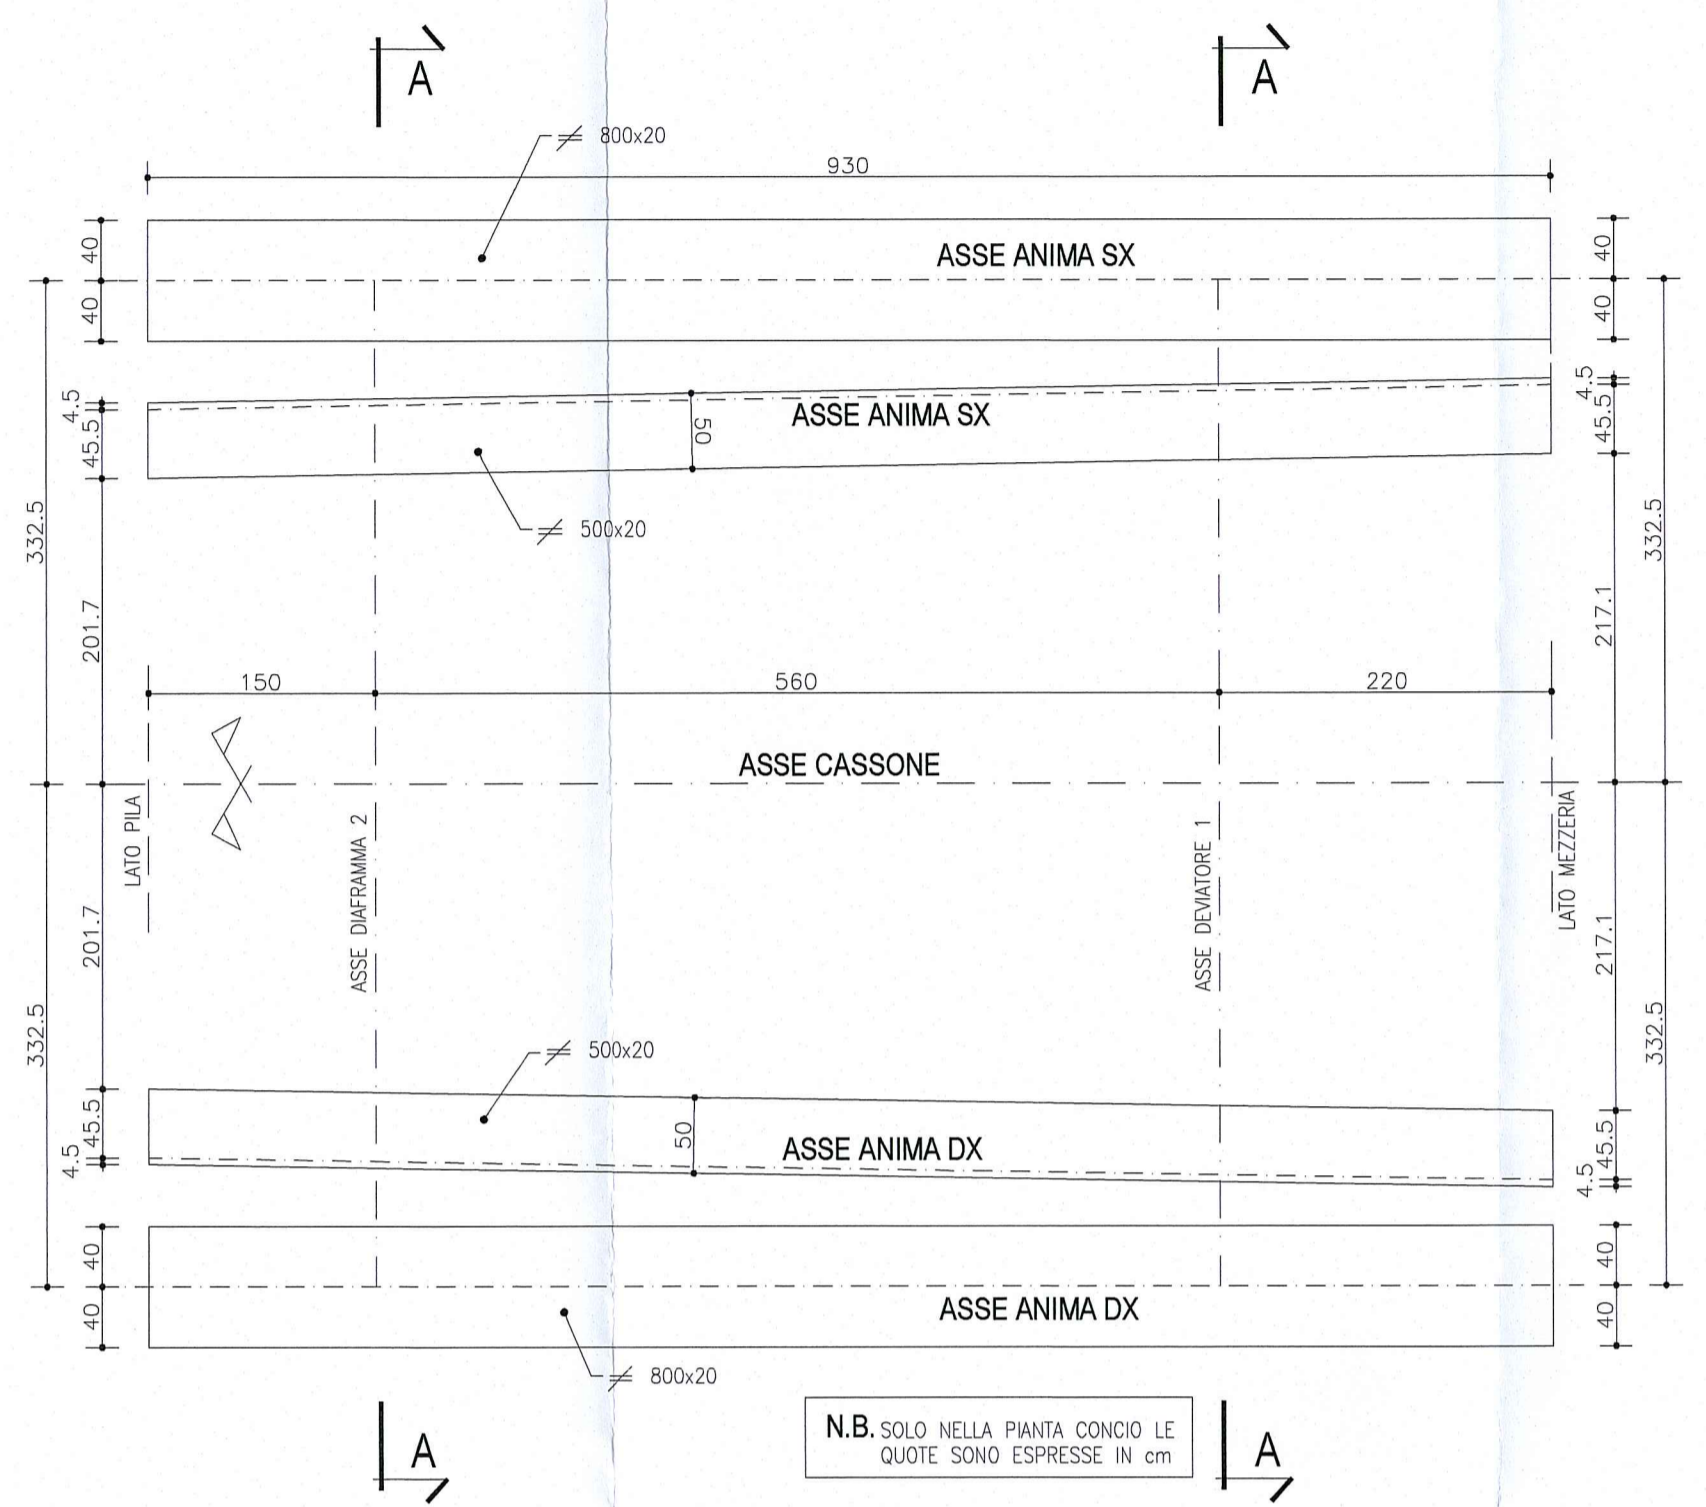 A
A
800x20
930
40
ASSE ANIMA SX
40
40
40
4.5
4.5
45.5
50
ASSE ANIMA SX
45.5
500x20
332.5
332.5
201.7
217.1
150
560
220
ASSE CASSONE
LATO PILA
ASSE DIAFRAMMA 2
ASSE DEVIATORE 1
LATO MEZZERIA
201.7
217.1
332.5
332.5
500x20
45.5
50
ASSE ANIMA DX
45.5
4.5
4.5
40
40
ASSE ANIMA DX
40
40
800x20
N.B. SOLO NELLA PIANTA CONCIO LE
QUOTE SONO ESPRESSE IN cm
A
A